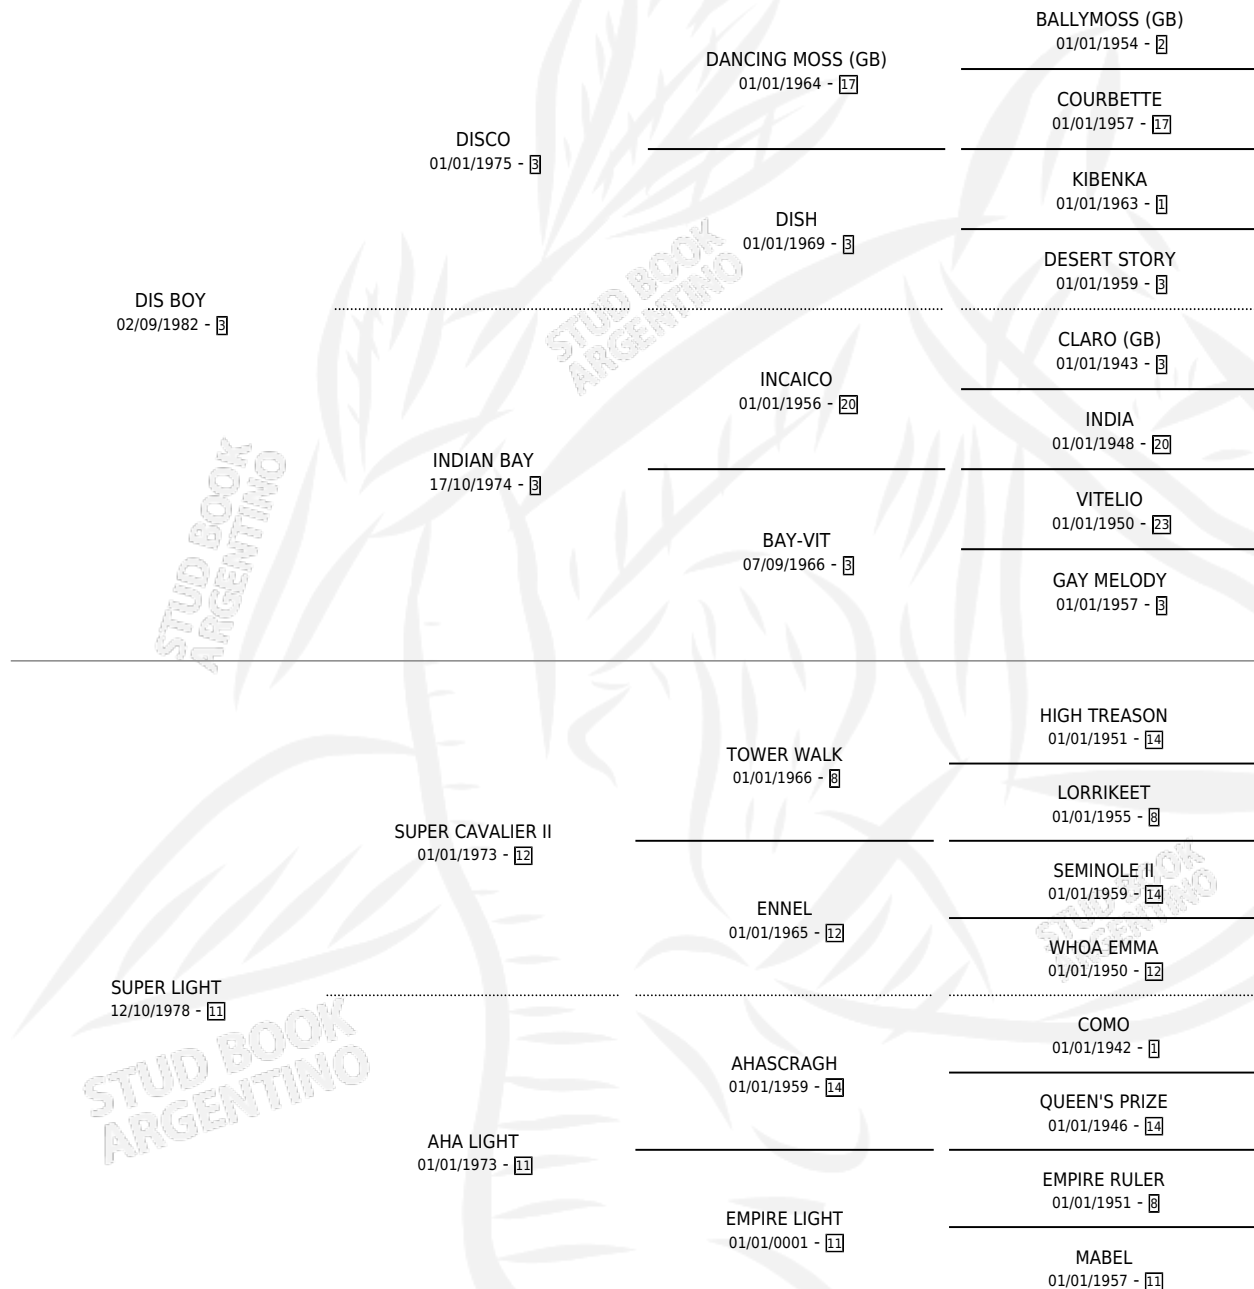 BALLYMOSS (GB)
01/01/1954 - 2
DANCING MOSS (GB)
01/01/1964 - 17
COURBETTE
01/01/1957 - 17
DISCO
01/01/1975 - 3
KIBENKA
01/01/1963 - 1
DISH
01/01/1969 - 3
DESERT STORY
01/01/1959 - 3
DIS BOY
02/09/1982 - 3
CLARO (GB)
01/01/1943 - 3
INCAICO
01/01/1956 - 20
INDIA
01/01/1948 - 20
INDIAN BAY
17/10/1974 - 3
VITELIO
01/01/1950 - 23
BAY-VIT
07/09/1966 - 3
GAY MELODY
01/01/1957 - 3
HIGH TREASON
01/01/1951 - 14
TOWER WALK
01/01/1966 - 8
LORRIKEET
01/01/1955 - 8
SUPER CAVALIER II
01/01/1973 - 12
SEMINOLE II
01/01/1959 - 14
ENNEL
01/01/1965 - 12
WHOA EMMA
01/01/1950 - 12
SUPER LIGHT
12/10/1978 - 11
COMO
01/01/1942 - 1
AHASCRAGH
01/01/1959 - 14
QUEEN'S PRIZE
01/01/1946 - 14
AHA LIGHT
01/01/1973 - 11
EMPIRE RULER
01/01/1951 - 8
EMPIRE LIGHT
01/01/0001 - 11
MABEL
01/01/1957 - 11
STUD BOOK
ARGENTINO
STUD BOOK
ARGENTINO
STUD BOOK
ARGENTINO
STUD BOOK
ARGENTINO